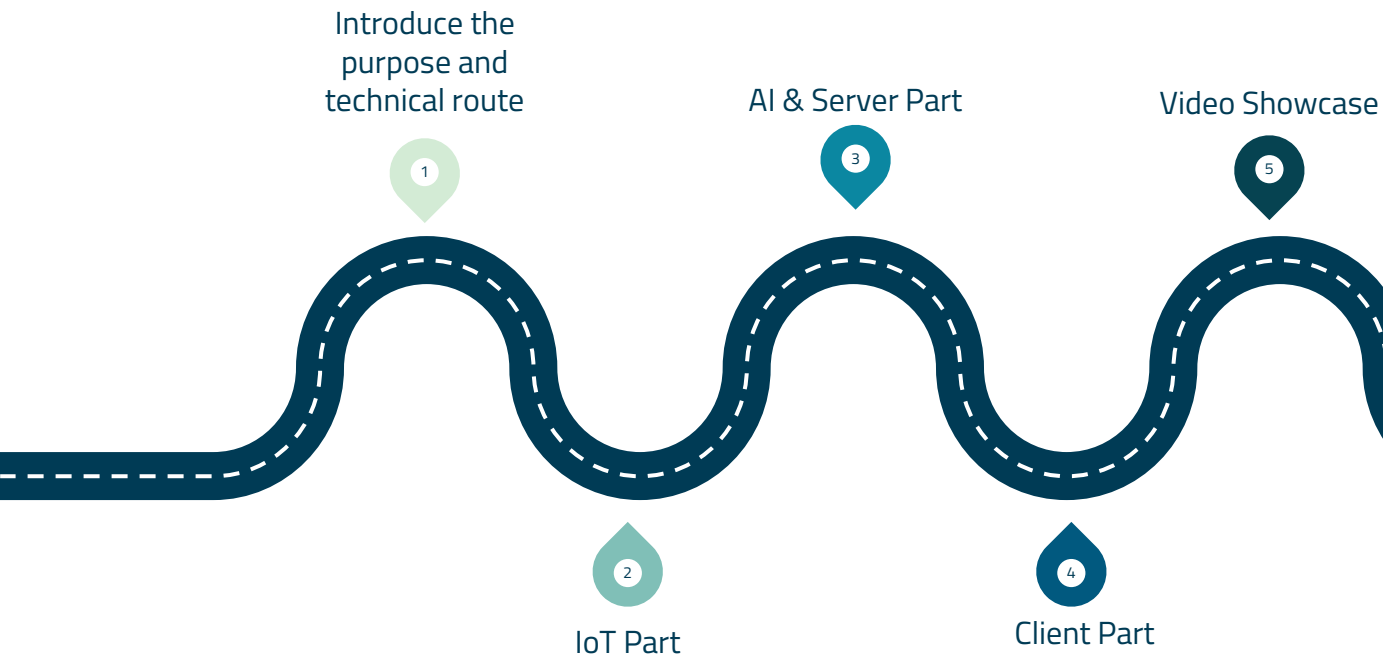 Introduce the
purpose and
technical route
1
2
IoT Part
AI & Server Part
3
4
Client Part
Video Showcase
5